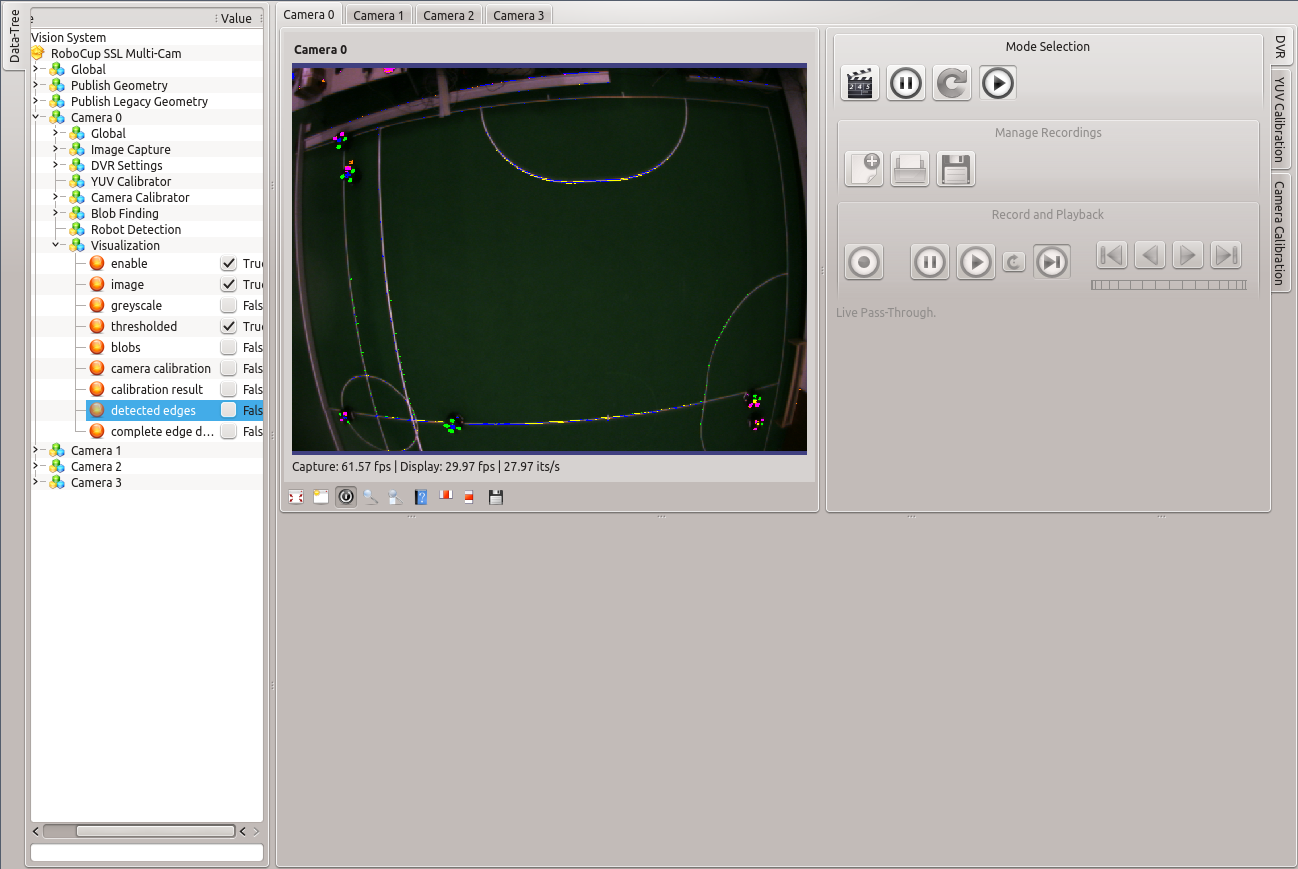 Data-Tree
e Value
Vision System
RoboCup SSL Multi-Cam
Global
Publish Geometry
Publish Legacy Geometry
Camera 0
Global
Image Capture
DVR Settings
YUV Calibrator
Camera Calibrator
Blob Finding
Robot Detection
Visualization
enable True
image True
greyscale Fals
thresholded True
blobs Fals
camera calibration Fals
calibration result Fals
detected edges Fals
complete edge d... Fals
Camera 1
Camera 2
Camera 3
Camera 0 Camera 1 Camera 2 Camera 3
Camera 0
Capture: 61.57 fps | Display: 29.97 fps | 27.97 its/s
Mode Selection
Manage Recordings
Record and Playback
Live Pass-Through.
DVR
YUV Calibration
Camera Calibration